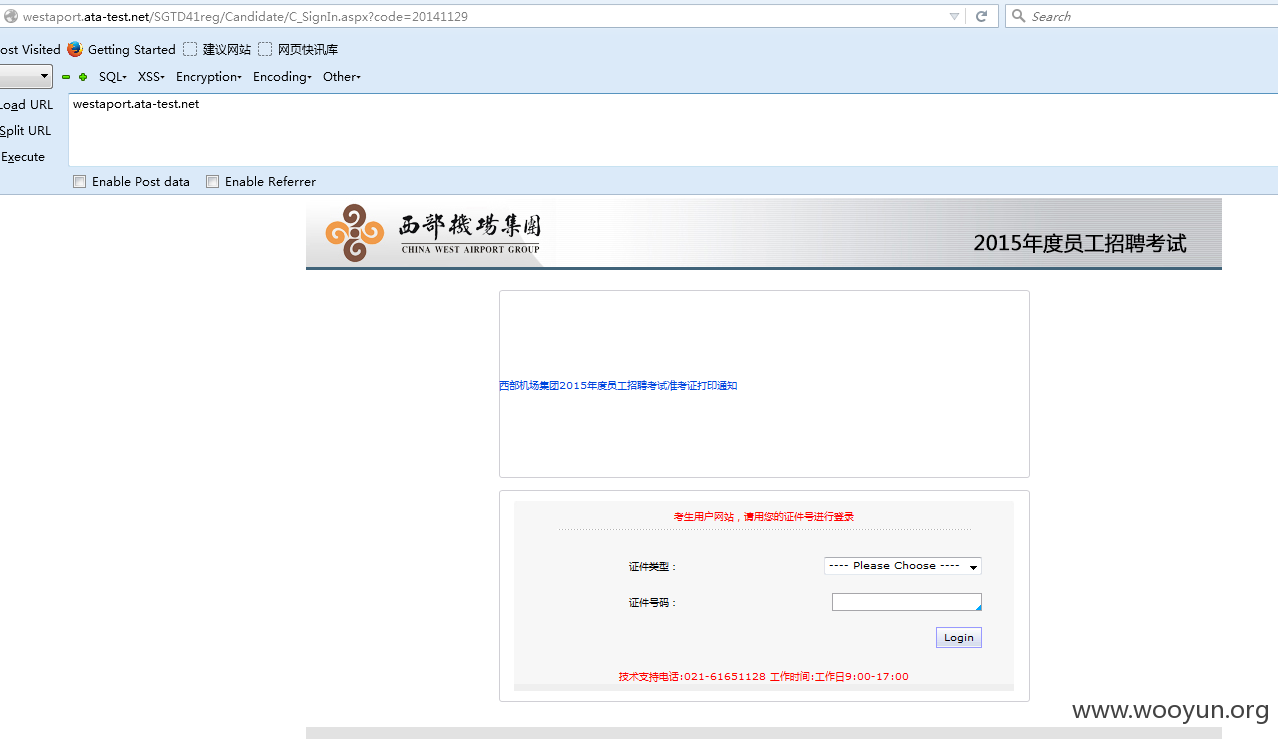 westaport.ata-test.net/SGTD41reg/Candidate/C_SignIn.aspx?code=20141129
Search
ost Visited Getting Started 建议网站 网页快讯库
SQL XSS Encryption Encoding Other
Load URL
westaport.ata-test.net
Split URL
Execute
Enable Post data Enable Referrer
西部機場集團
CHINA WEST AIRPORT GROUP
2015年度员工招聘考试
西部机场集团2015年度员工招聘考试准考证打印通知
考生用户网站，请用您的证件号进行登录
证件类型：
---- Please Choose ----
证件号码：
Login
技术支持电话:021-61651128 工作时间:工作日9:00-17:00
www.wooyun.org